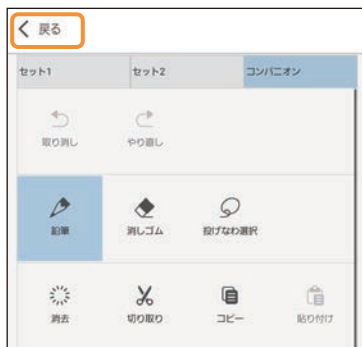 戻る
セット1 セット2 コンパニオン
取り消し やり直し
鉛筆 消しゴム 投げなわ選択
消去 切り取り コピー 貼り付け